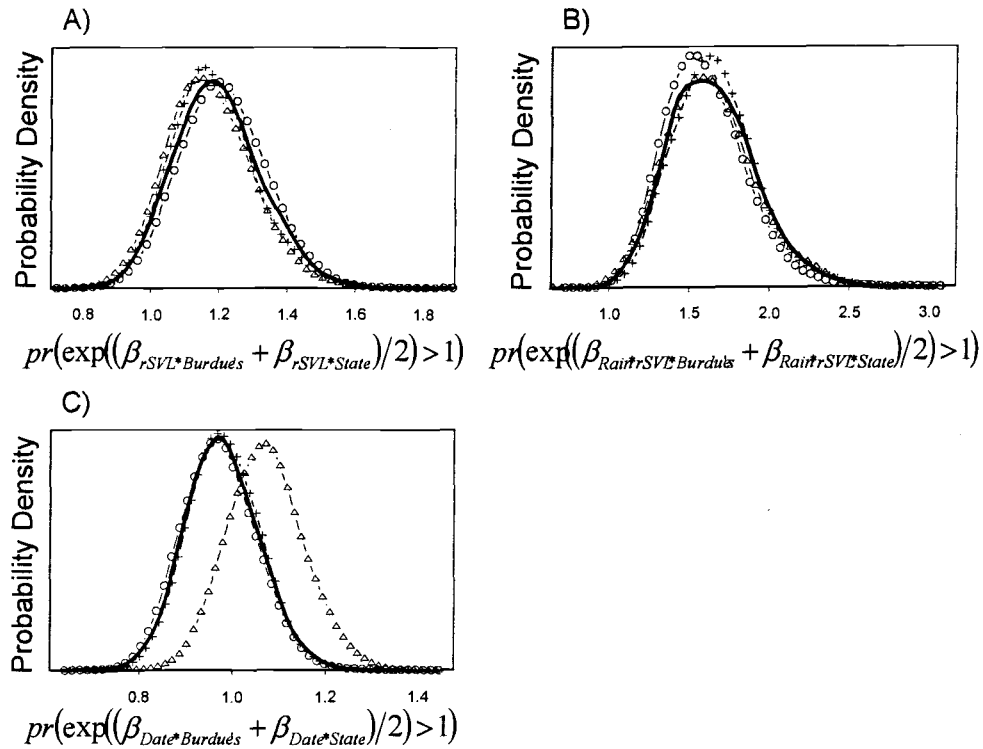 A)
Probability Density
0.8 1.0 1.2 1.4 1.6 1.8
pr(exp((β_rSVL*Burdues + β_rSVL*State)/2)>1)
B)
Probability Density
1.0 1.5 2.0 2.5 3.0
pr(exp((β_Rain*rSVL*Burdues + β_Rain*rSVL*State)/2)>1)
C)
Probability Density
0.8 1.0 1.2 1.4
pr(exp((β_Date*Burdues + β_Date*State)/2)>1)